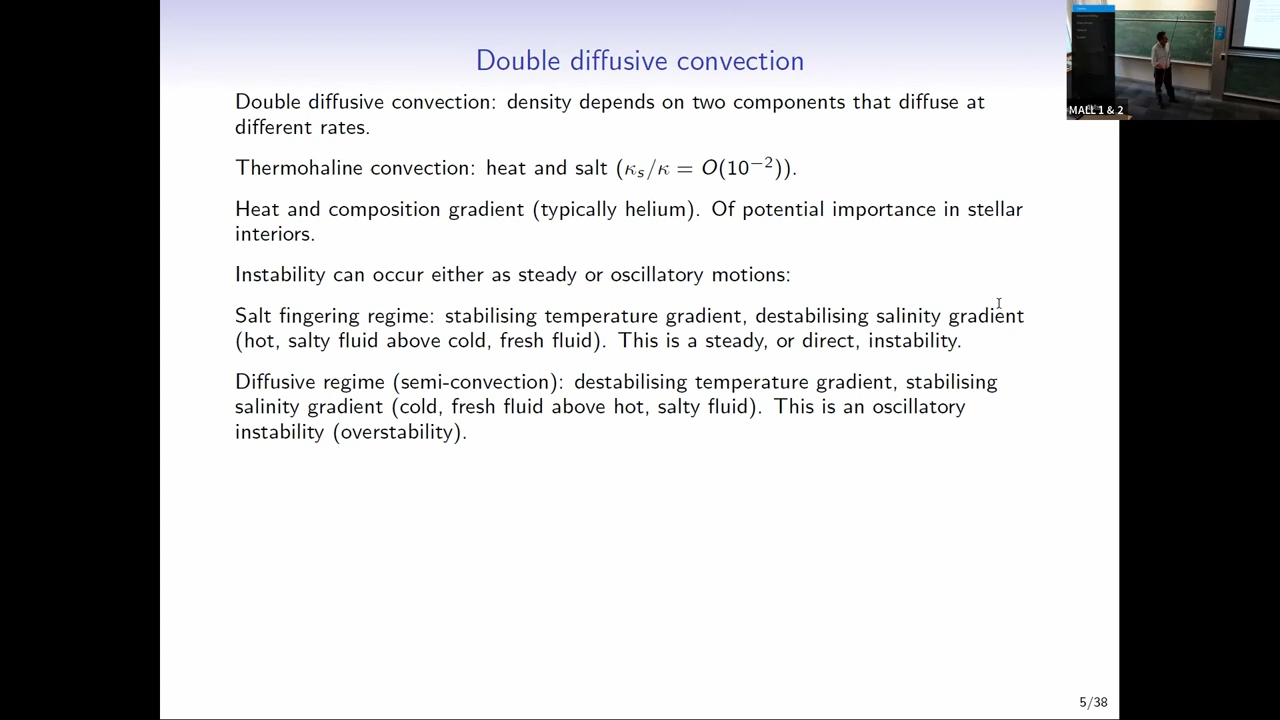 Double diffusive convection
Double diffusive convection: density depends on two components that diffuse at
different rates.
Thermohaline convection: heat and salt (κₛ/κ = O(10⁻²)).
Heat and composition gradient (typically helium). Of potential importance in stellar
interiors.
Instability can occur either as steady or oscillatory motions:
Salt fingering regime: stabilising temperature gradient, destabilising salinity gradient
(hot, salty fluid above cold, fresh fluid). This is a steady, or direct, instability.
Diffusive regime (semi-convection): destabilising temperature gradient, stabilising
salinity gradient (cold, fresh fluid above hot, salty fluid). This is an oscillatory
instability (overstability).
5/38
MALL 1 & 2